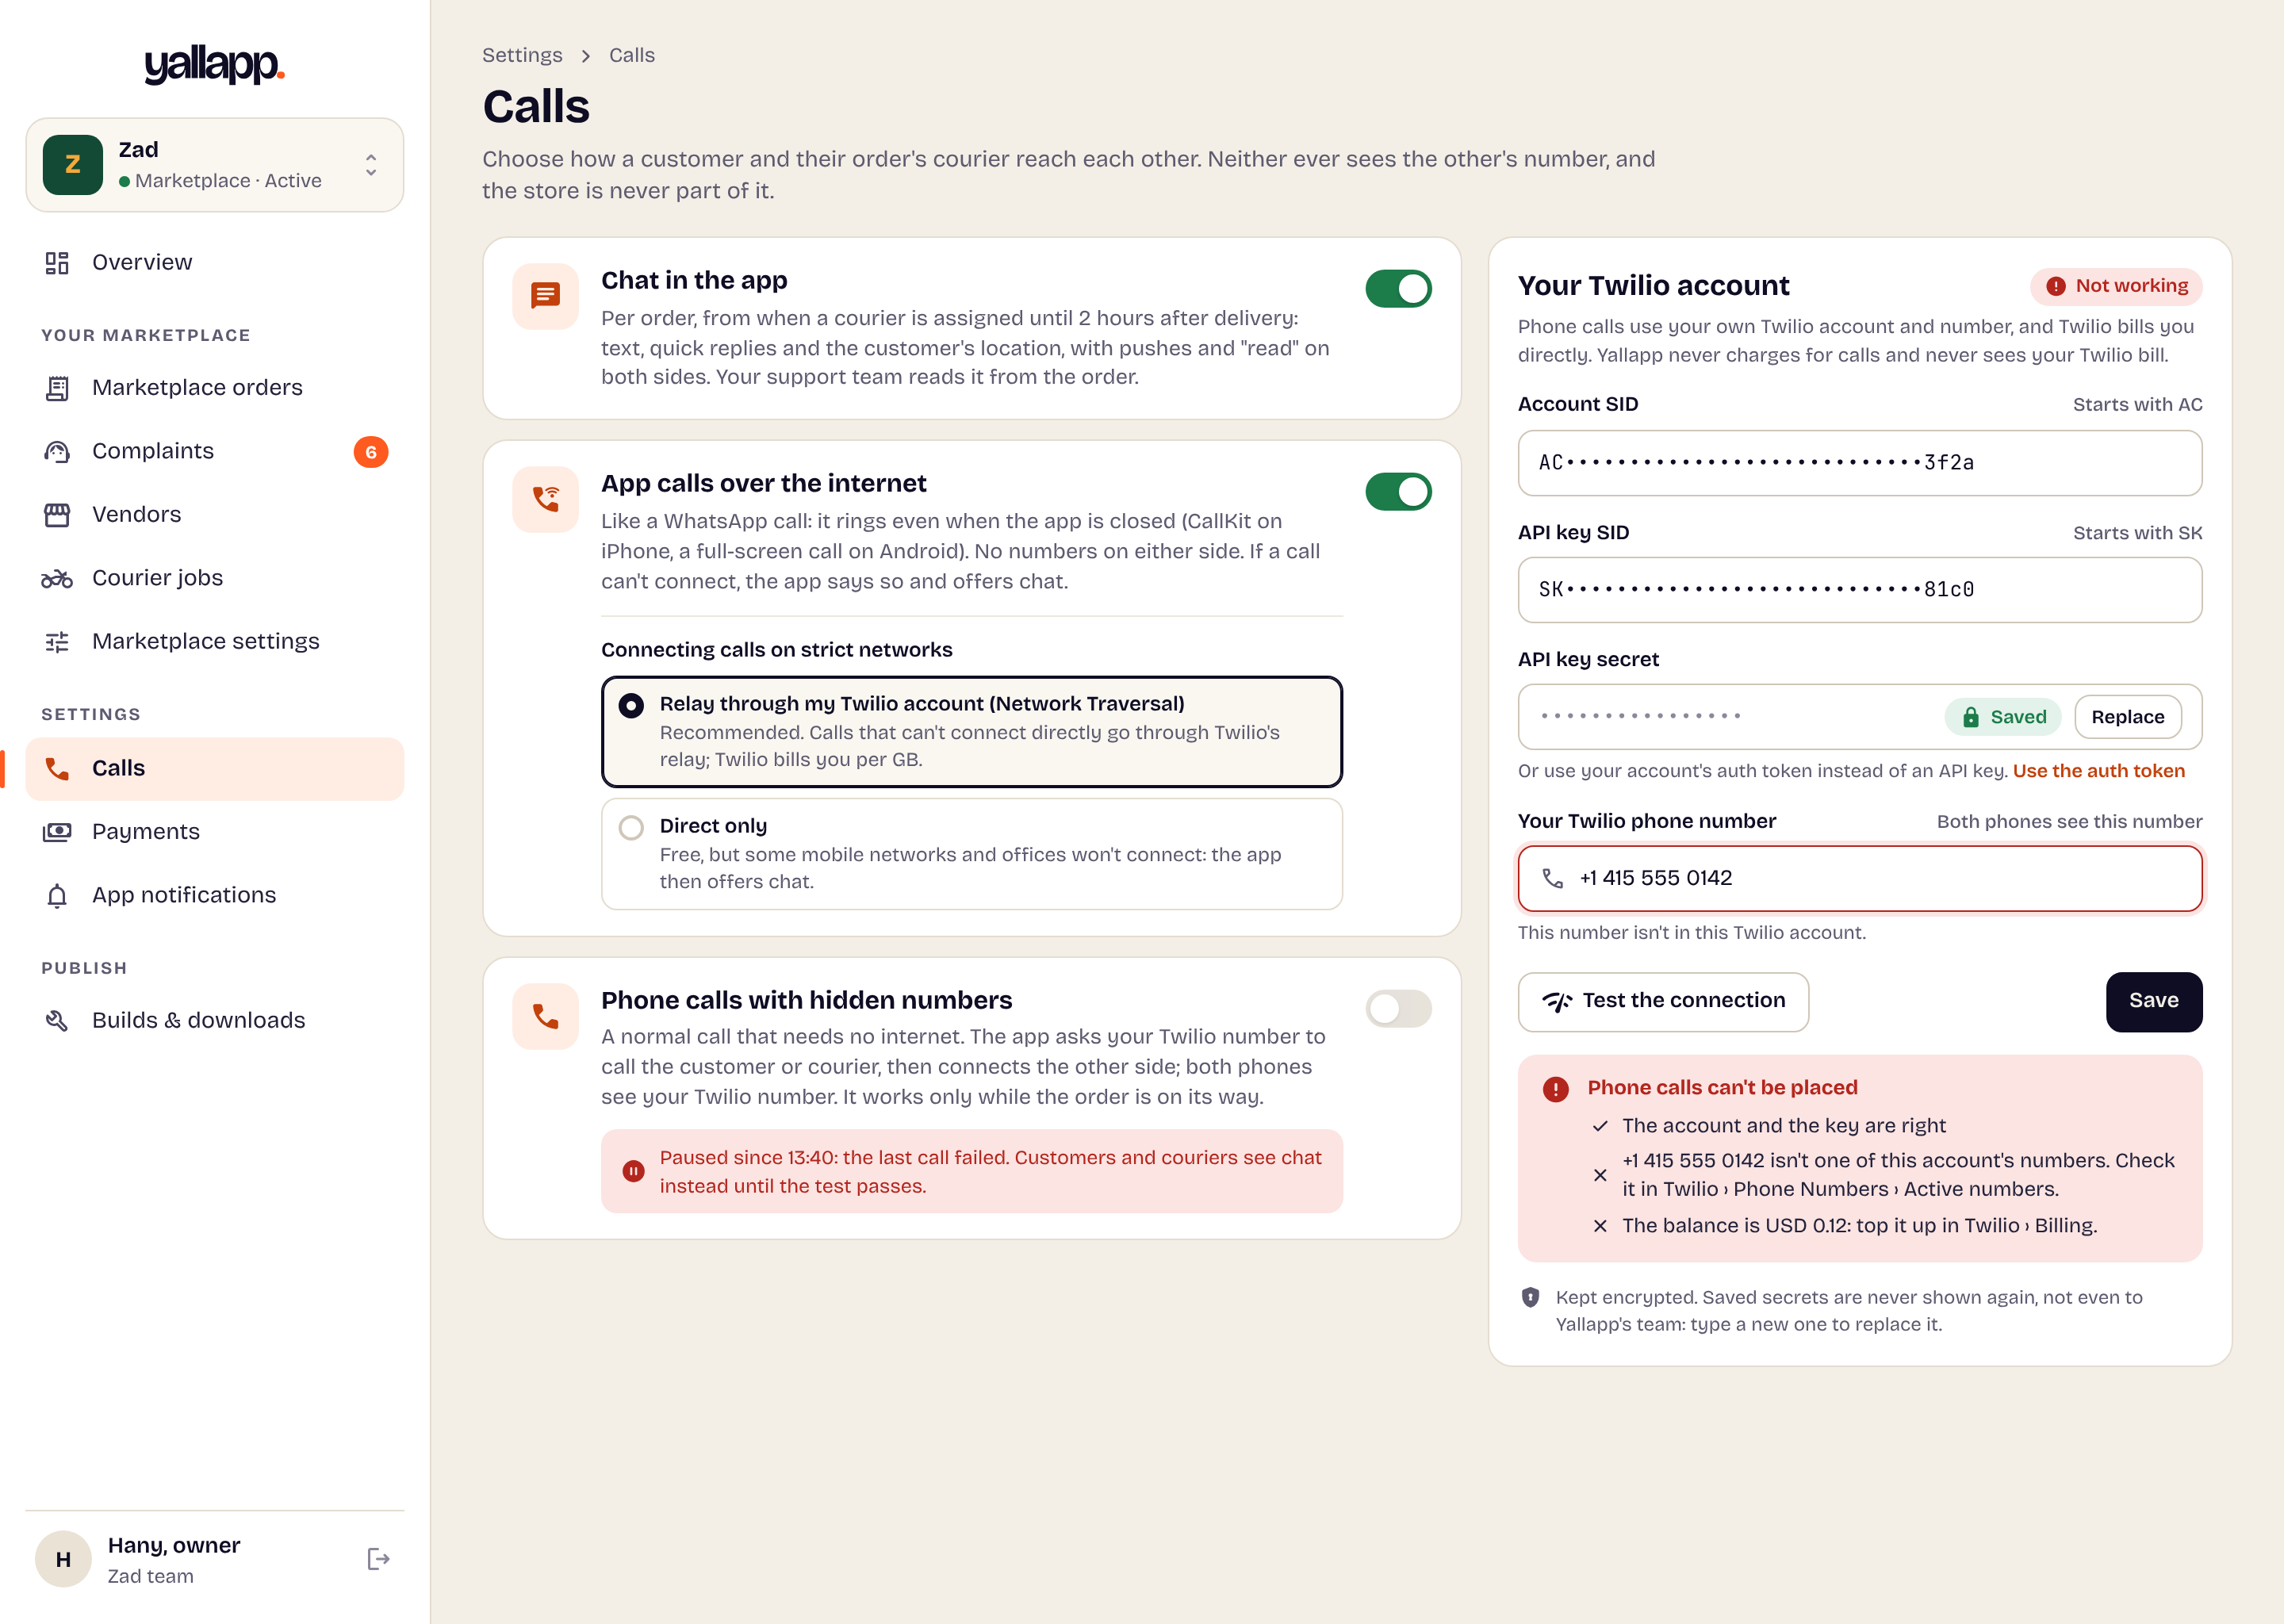 yallapp.
Z
Zad
Marketplace · Active
Overview
YOUR MARKETPLACE
Marketplace orders
Complaints
6
Vendors
Courier jobs
Marketplace settings
SETTINGS
Calls
Payments
App notifications
PUBLISH
Builds & downloads
H
Hany, owner
Zad team
Settings › Calls
Calls
Choose how a customer and their order's courier reach each other. Neither ever sees the other's number, and
the store is never part of it.
Chat in the app
Per order, from when a courier is assigned until 2 hours after delivery:
text, quick replies and the customer's location, with pushes and "read" on
both sides. Your support team reads it from the order.
App calls over the internet
Like a WhatsApp call: it rings even when the app is closed (CallKit on
iPhone, a full-screen call on Android). No numbers on either side. If a call
can't connect, the app says so and offers chat.
Connecting calls on strict networks
Relay through my Twilio account (Network Traversal)
Recommended. Calls that can't connect directly go through Twilio's
relay; Twilio bills you per GB.
Direct only
Free, but some mobile networks and offices won't connect: the app
then offers chat.
Phone calls with hidden numbers
A normal call that needs no internet. The app asks your Twilio number to
call the customer or courier, then connects the other side; both phones
see your Twilio number. It works only while the order is on its way.
Paused since 13:40: the last call failed. Customers and couriers see chat
instead until the test passes.
Your Twilio account
Not working
Phone calls use your own Twilio account and number, and Twilio bills you
directly. Yallapp never charges for calls and never sees your Twilio bill.
Account SID
Starts with AC
AC••••••••••••••••••••••••••••3f2a
API key SID
Starts with SK
SK••••••••••••••••••••••••••••81c0
API key secret
••••••••••••••••
Saved
Replace
Or use your account's auth token instead of an API key. Use the auth token
Your Twilio phone number
Both phones see this number
+1 415 555 0142
This number isn't in this Twilio account.
Test the connection
Save
Phone calls can't be placed
The account and the key are right
+1 415 555 0142 isn't one of this account's numbers. Check
it in Twilio › Phone Numbers › Active numbers.
The balance is USD 0.12: top it up in Twilio › Billing.
Kept encrypted. Saved secrets are never shown again, not even to
Yallapp's team: type a new one to replace it.